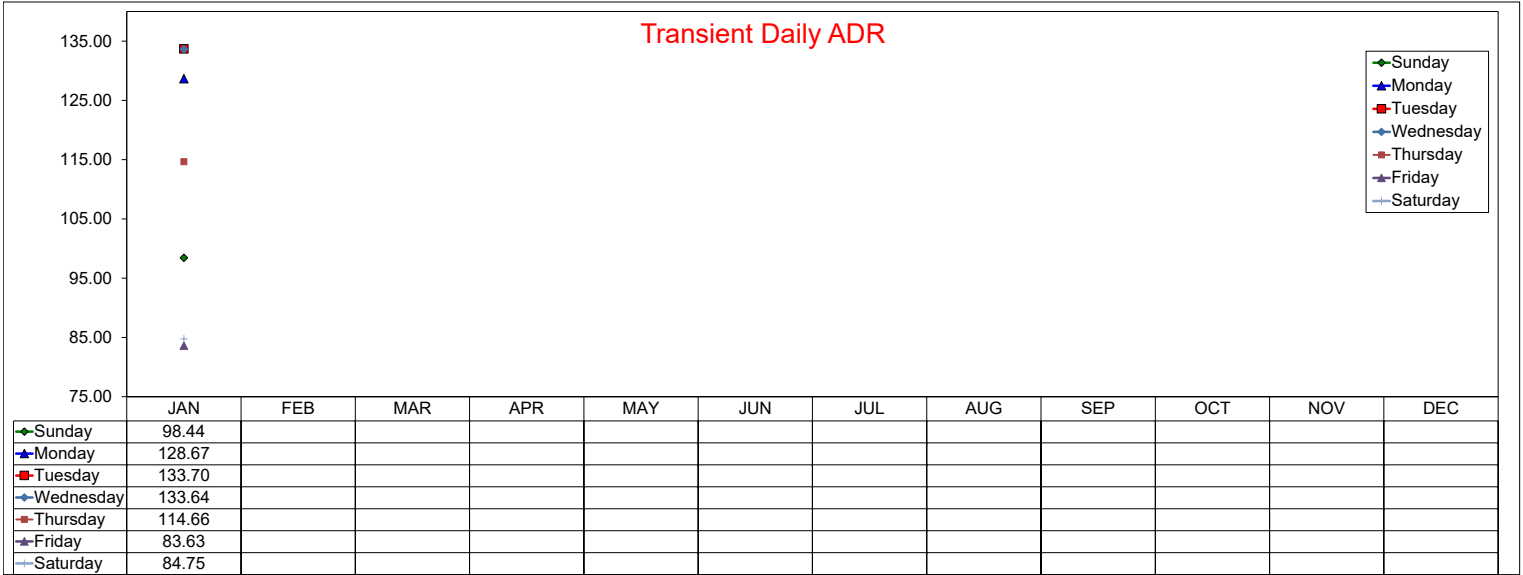 Transient Daily ADR
135.00
125.00
115.00
105.00
95.00
85.00
75.00
Sunday
Monday
Tuesday
Wednesday
Thursday
Friday
Saturday
JAN FEB MAR APR MAY JUN JUL AUG SEP OCT NOV DEC
Sunday 98.44
Monday 128.67
Tuesday 133.70
Wednesday 133.64
Thursday 114.66
Friday 83.63
Saturday 84.75